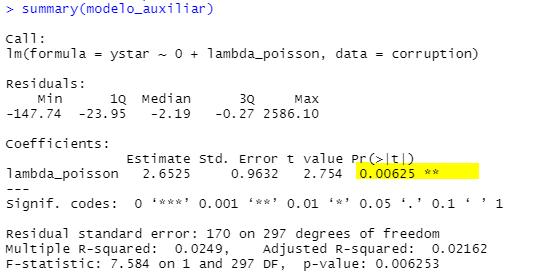 > summary(modelo_auxiliar)
Call:
lm(formula = ystar ~ 0 + lambda_poisson, data = corruption)
Residuals:
Min 1Q Median 3Q Max
-147.74 -23.95 -2.19 -0.27 2586.10
Coefficients:
Estimate Std. Error t value Pr(>|t|)
lambda_poisson 2.6525 0.9632 2.754 0.00625 **
---
Signif. codes: 0 ‘***’ 0.001 ‘**’ 0.01 ‘*’ 0.05 ‘.’ 0.1 ‘ ’ 1
Residual standard error: 170 on 297 degrees of freedom
Multiple R-squared: 0.0249, Adjusted R-squared: 0.02162
F-statistic: 7.584 on 1 and 297 DF, p-value: 0.006253